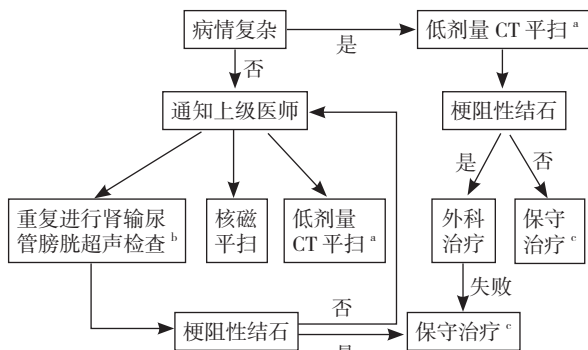 病情复杂
是
低剂量 CT 平扫 a
否
通知上级医师
梗阻性结石
是
否
重复进行肾输尿
管膀胱超声检查 b
核磁
平扫
低剂量
CT 平扫 a
外科
治疗
保守
治疗 c
失败
否
梗阻性结石
保守治疗 c
是